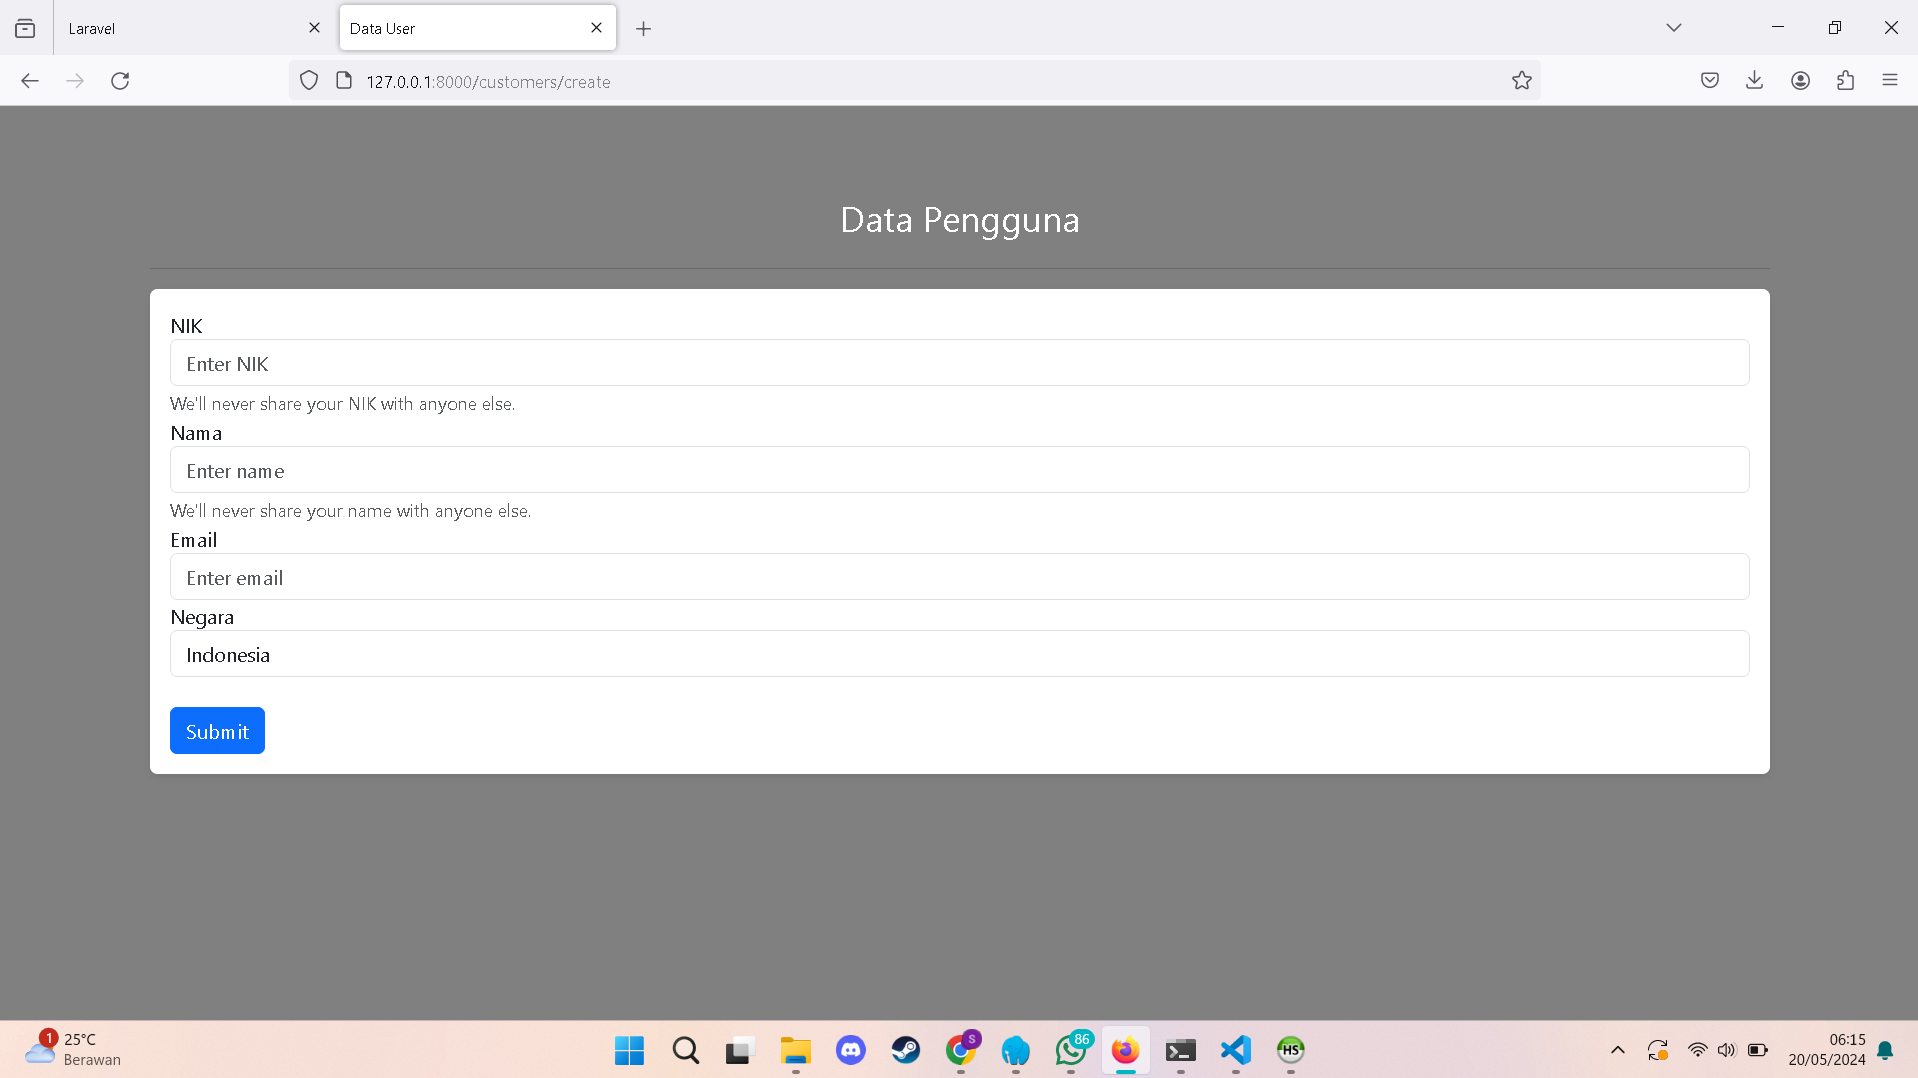 Laravel
Data User
127.0.0.1:8000/customers/create
Data Pengguna
NIK
Enter NIK
We'll never share your NIK with anyone else.
Nama
Enter name
We'll never share your name with anyone else.
Email
Enter email
Negara
Indonesia
Submit
1
25°C
Berawan
S
86
HS
06:15
20/05/2024